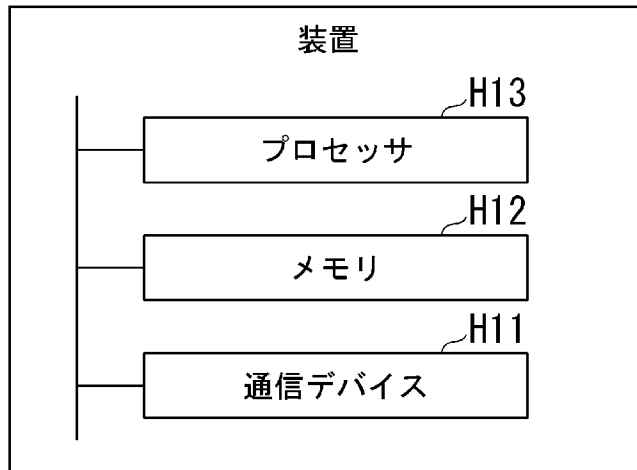 装置
H13
プロセッサ
H12
メモリ
H11
通信デバイス